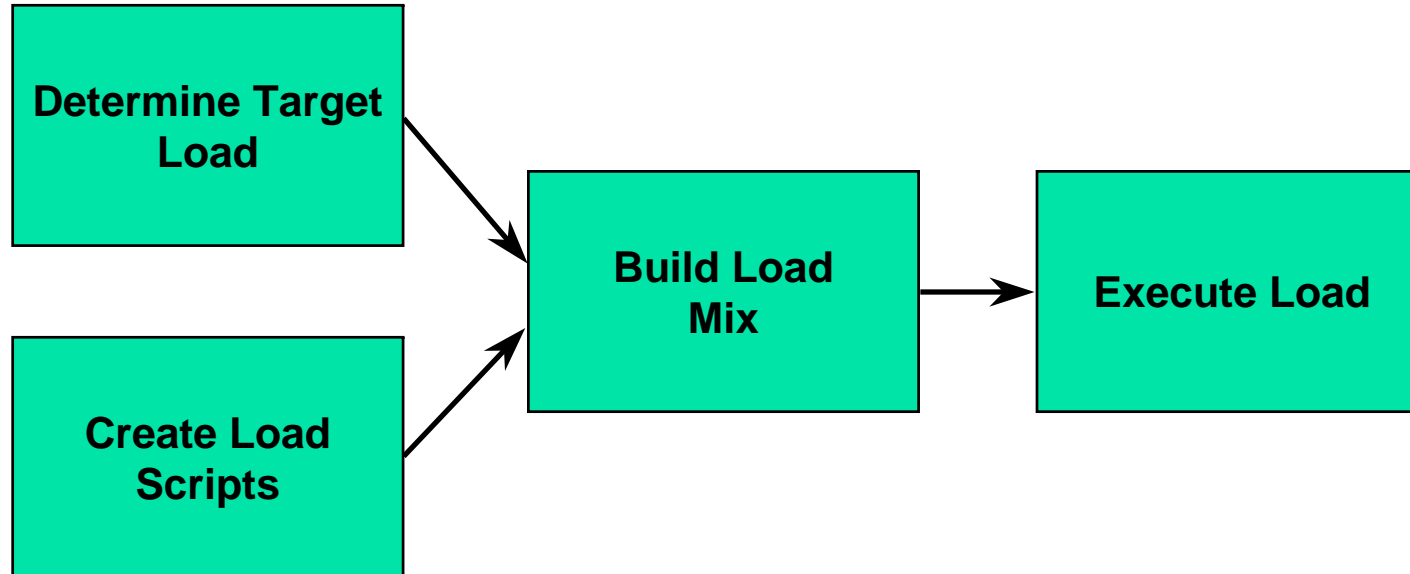 Determine Target
Load
Create Load
Scripts
Build Load
Mix
Execute Load